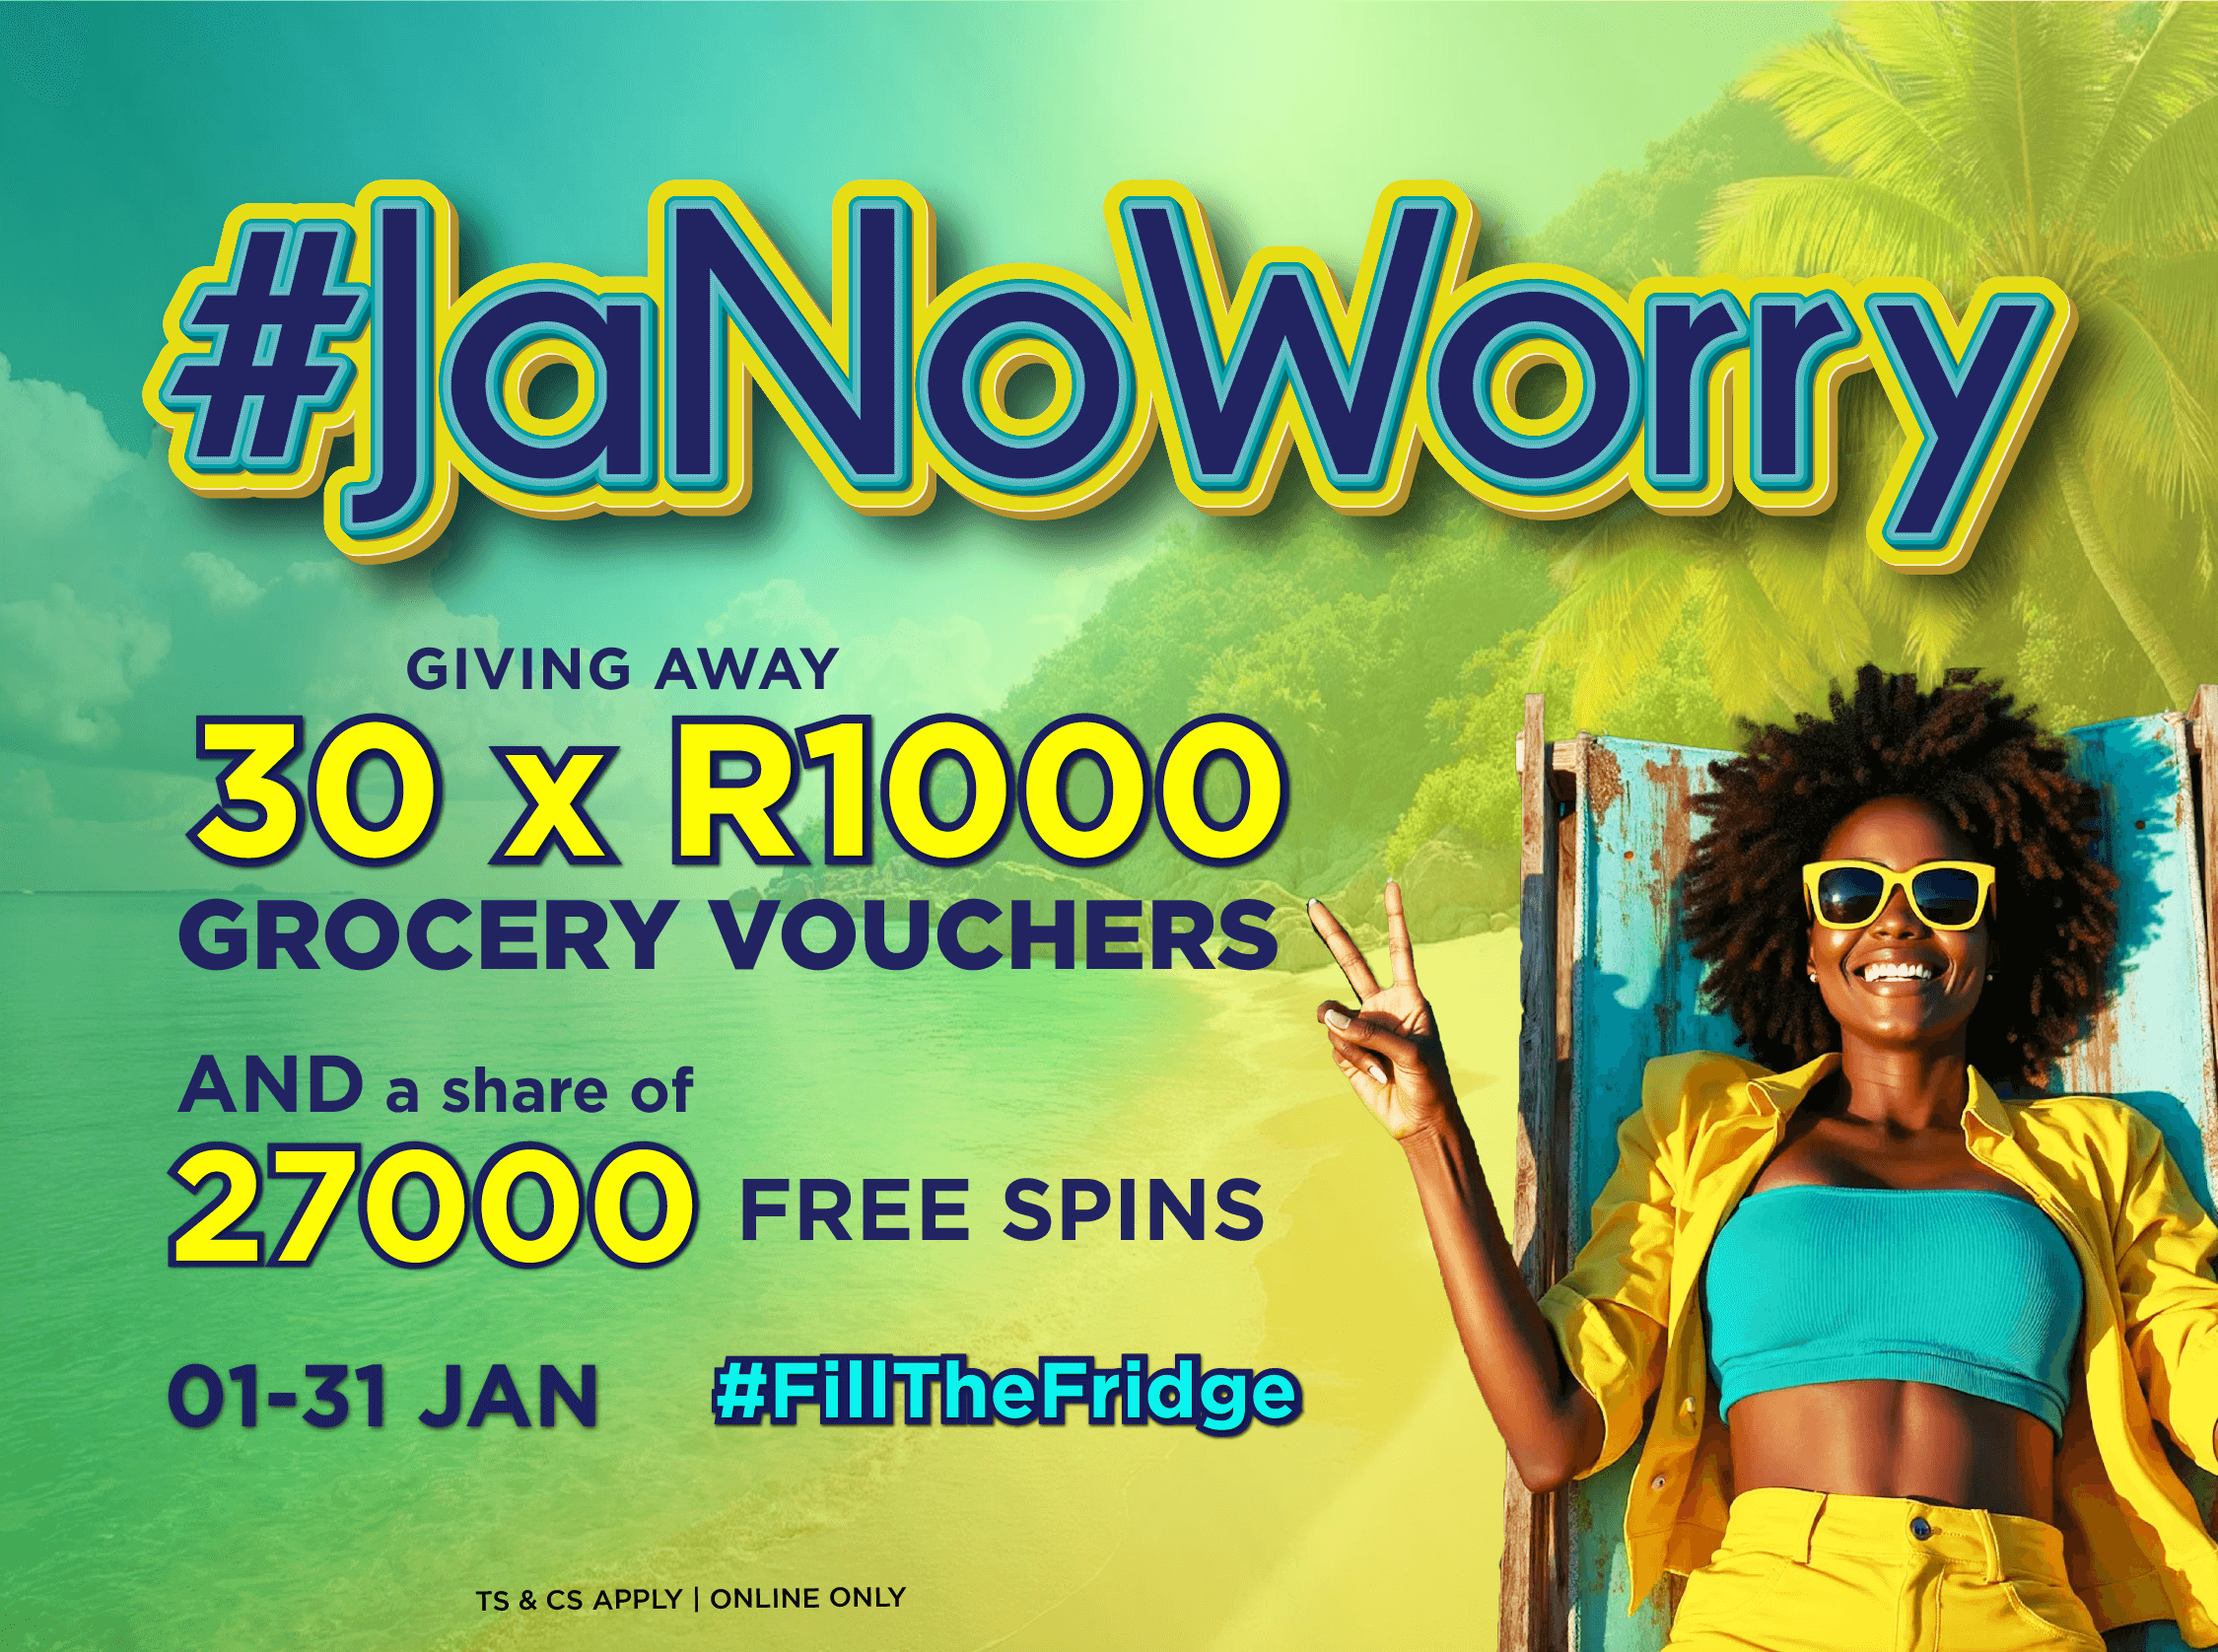 #JaNoWorry
GIVING AWAY
30 x R1000
GROCERY VOUCHERS
AND a share of
27000 FREE SPINS
01-31 JAN #FillTheFridge
TS & CS APPLY | ONLINE ONLY